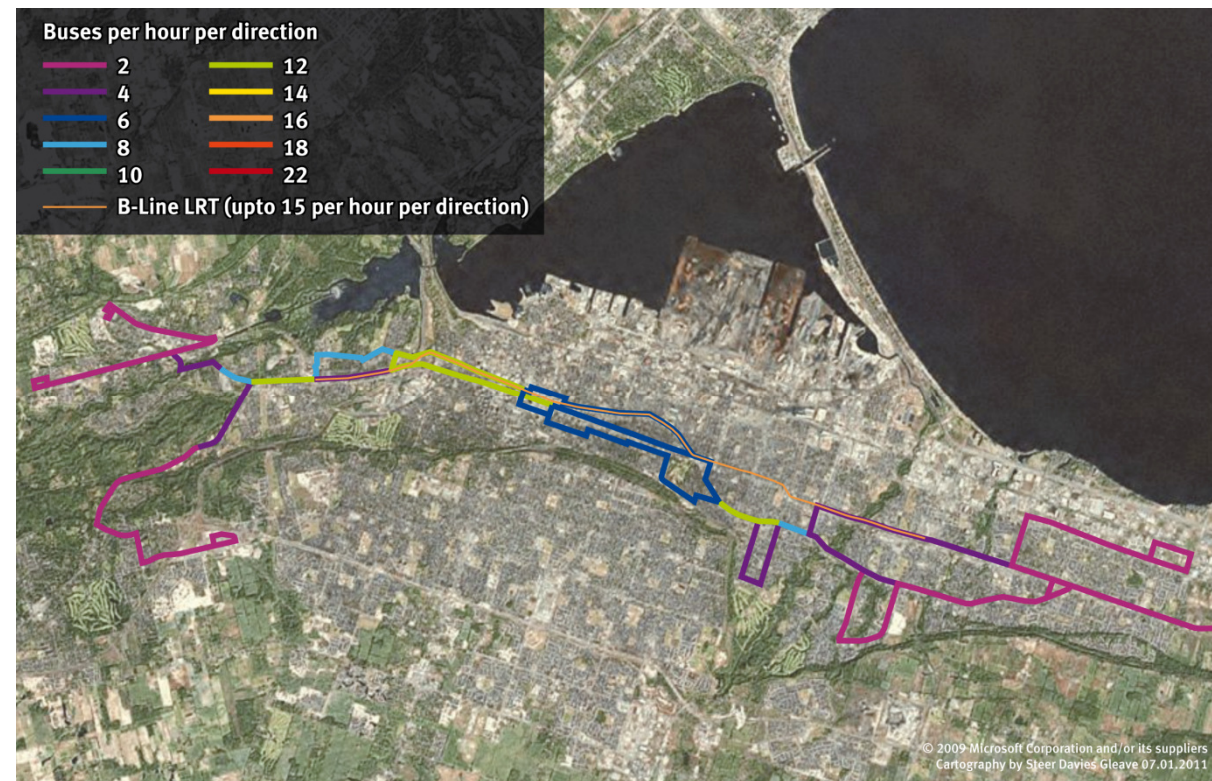 Buses per hour per direction
2
4
6
8
10
12
14
16
18
22
B-Line LRT (upto 15 per hour per direction)
© 2009 Microsoft Corporation and/or its suppliers
Cartography by Steer Davies Gleave 07.01.2011